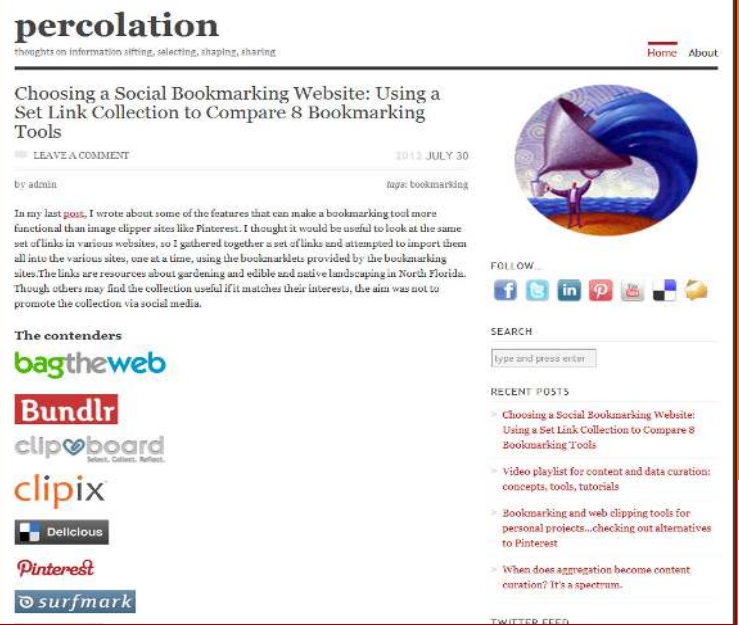 percolation
thoughts on information sifting, selecting, shaping, sharing
Home About
Choosing a Social Bookmarking Website: Using a
Set Link Collection to Compare 8 Bookmarking
Tools
LEAVE A COMMENT
2012 JULY 30
by admin
tags: bookmarking
In my last post, I wrote about some of the features that can make a bookmarking tool more
functional than image clipper sites like Pinterest. I thought it would be useful to look at the same
set of links in various websites, so I gathered together a set of links and attempted to import them
all into the various sites, one at a time, using the bookmarklets provided by the bookmarking
sites.The links are resources about gardening and edible and native landscaping in North Florida.
Though others may find the collection useful if it matches their interests, the aim was not to
promote the collection via social media.
The contenders
bagtheweb
Bundlr
clipboard
Select. Collect. Reflect.
clipix
Delicious
Pinterest
surfmark
FOLLOW...
You
Tube
SEARCH
type and press enter
RECENT POSTS
Choosing a Social Bookmarking Website:
Using a Set Link Collection to Compare 8
Bookmarking Tools
Video playlist for content and data curation:
concepts, tools, tutorials
Bookmarking and web clipping tools for
personal projects...checking out alternatives
to Pinterest
When does aggregation become content
curation? It's a spectrum.
TWITTER FEED